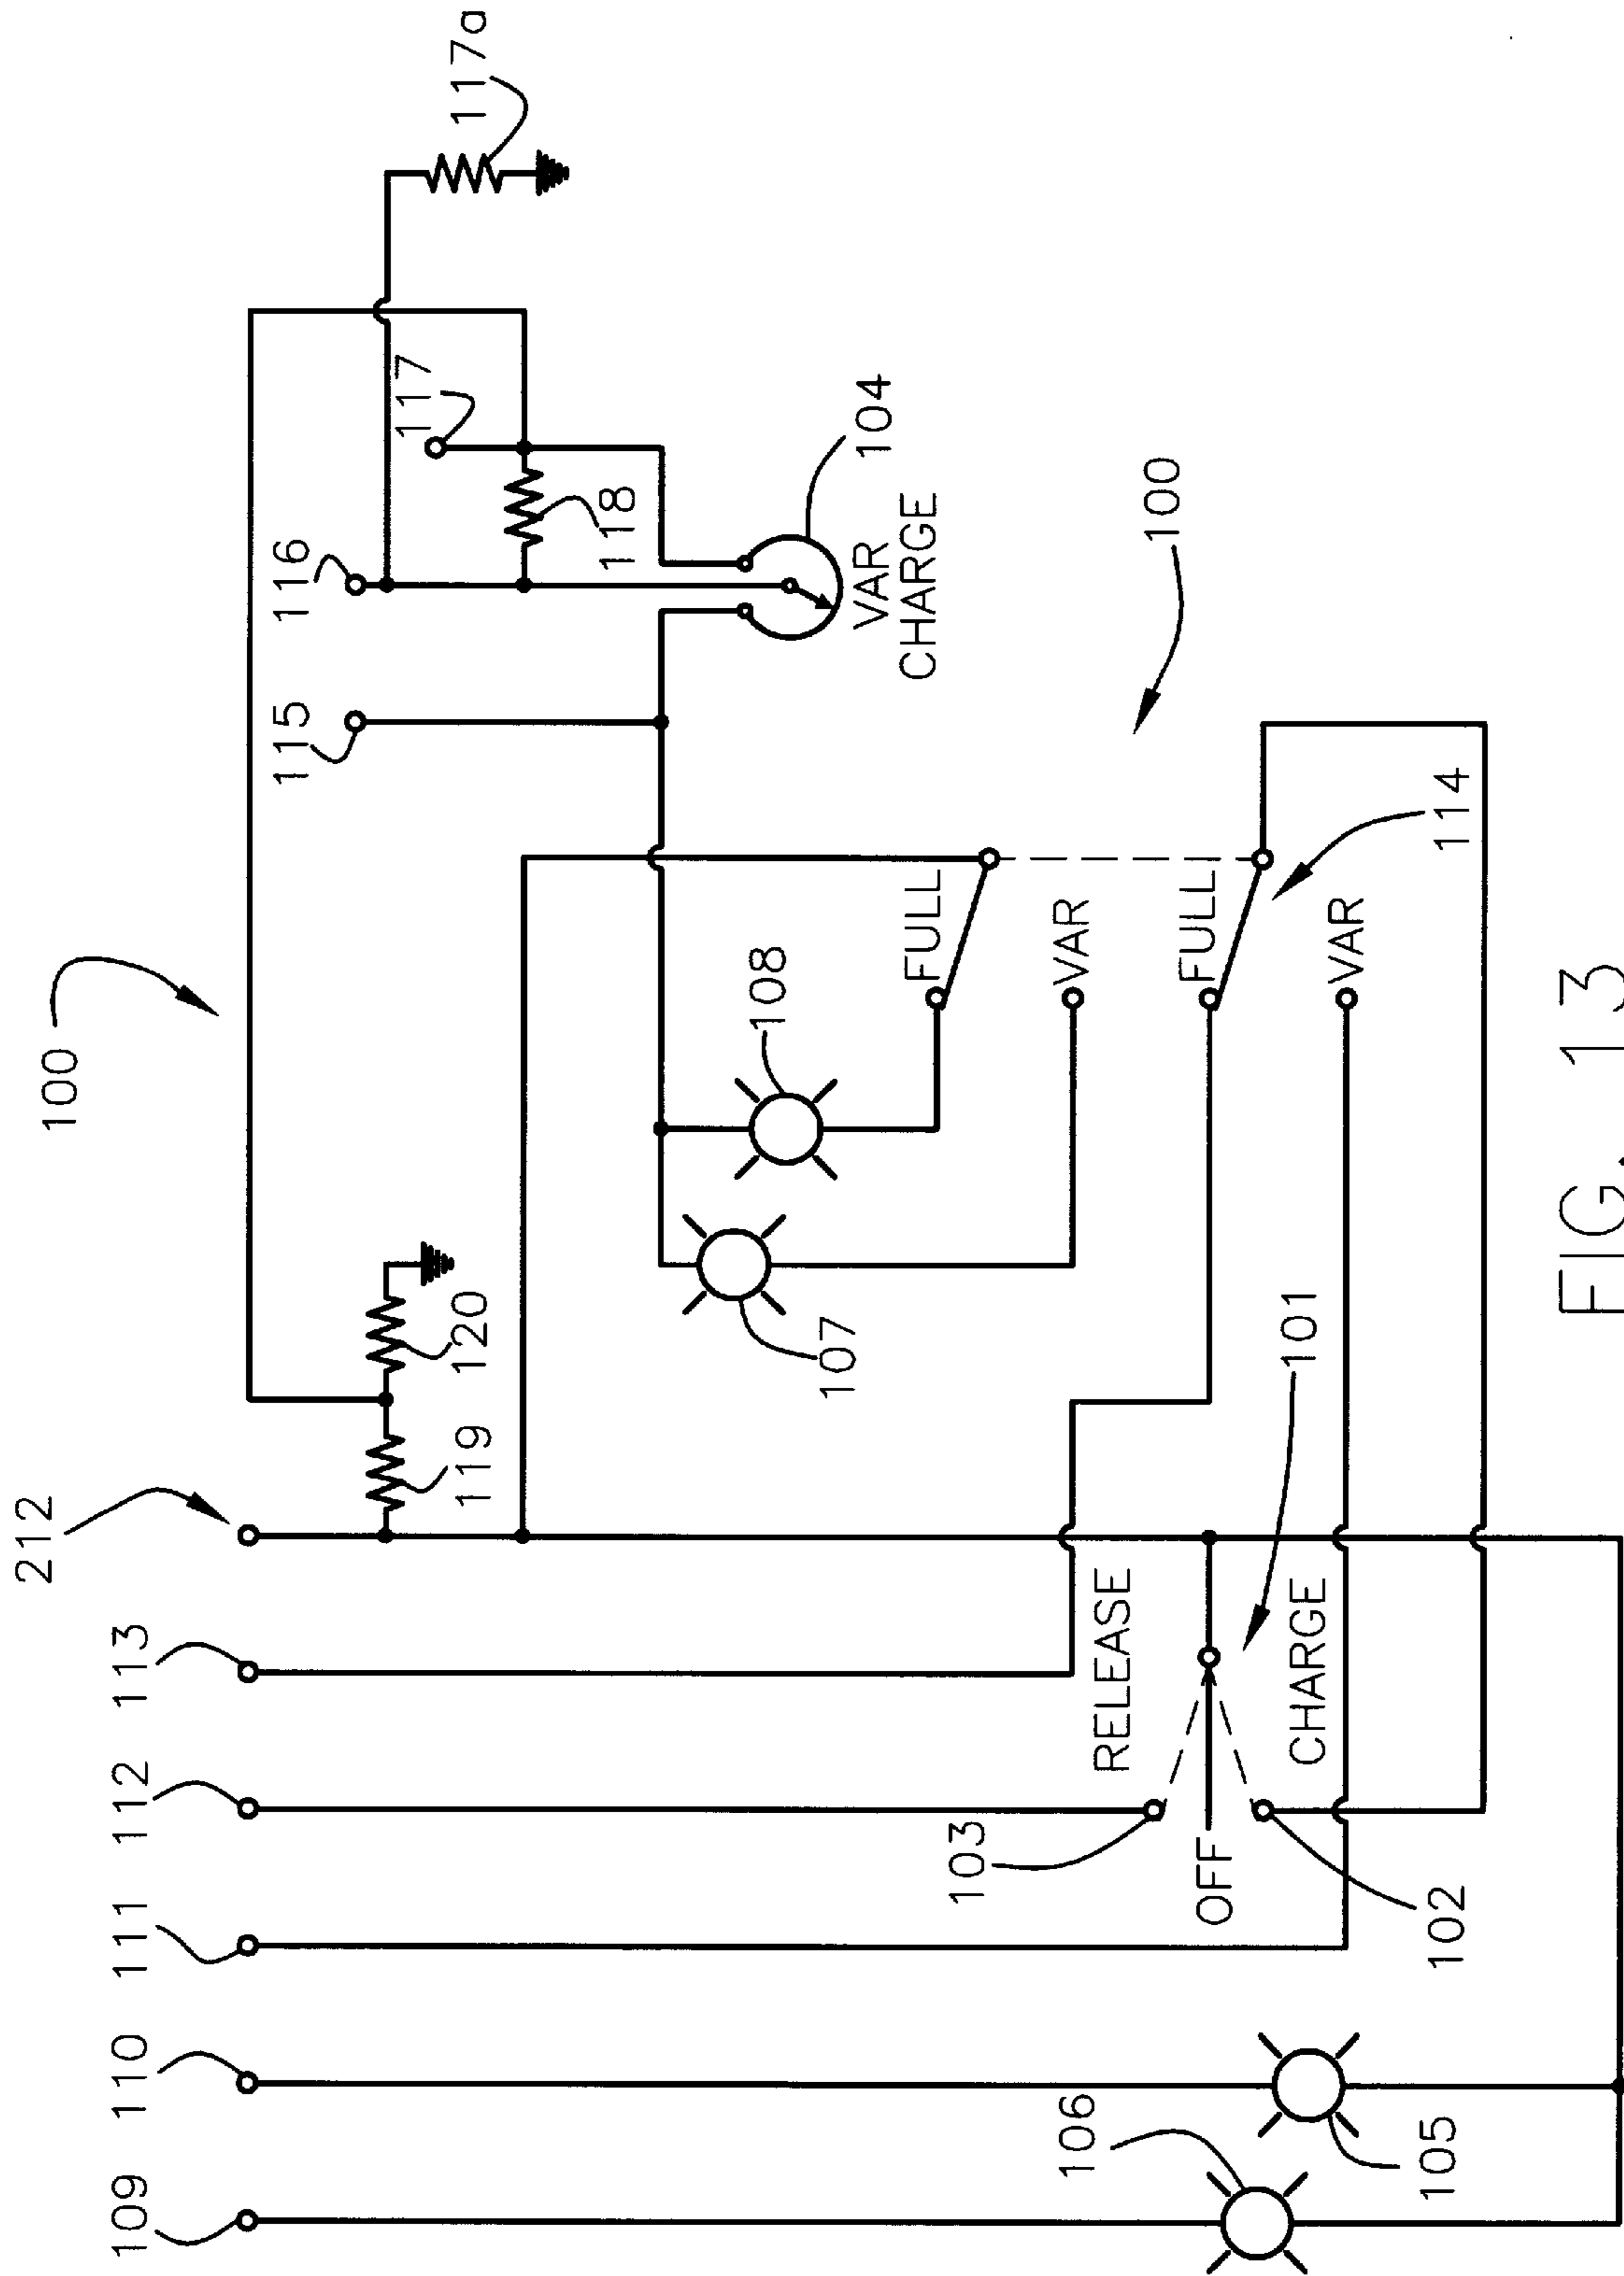 100
212
113
112
111
110
109
119
120
115
116
117
117a
118
104
VAR
CHARGE
107
108
FULL
VAR
FULL
VAR
114
100
101
RELEASE
OFF
CHARGE
103
102
106
105
FIG. 13